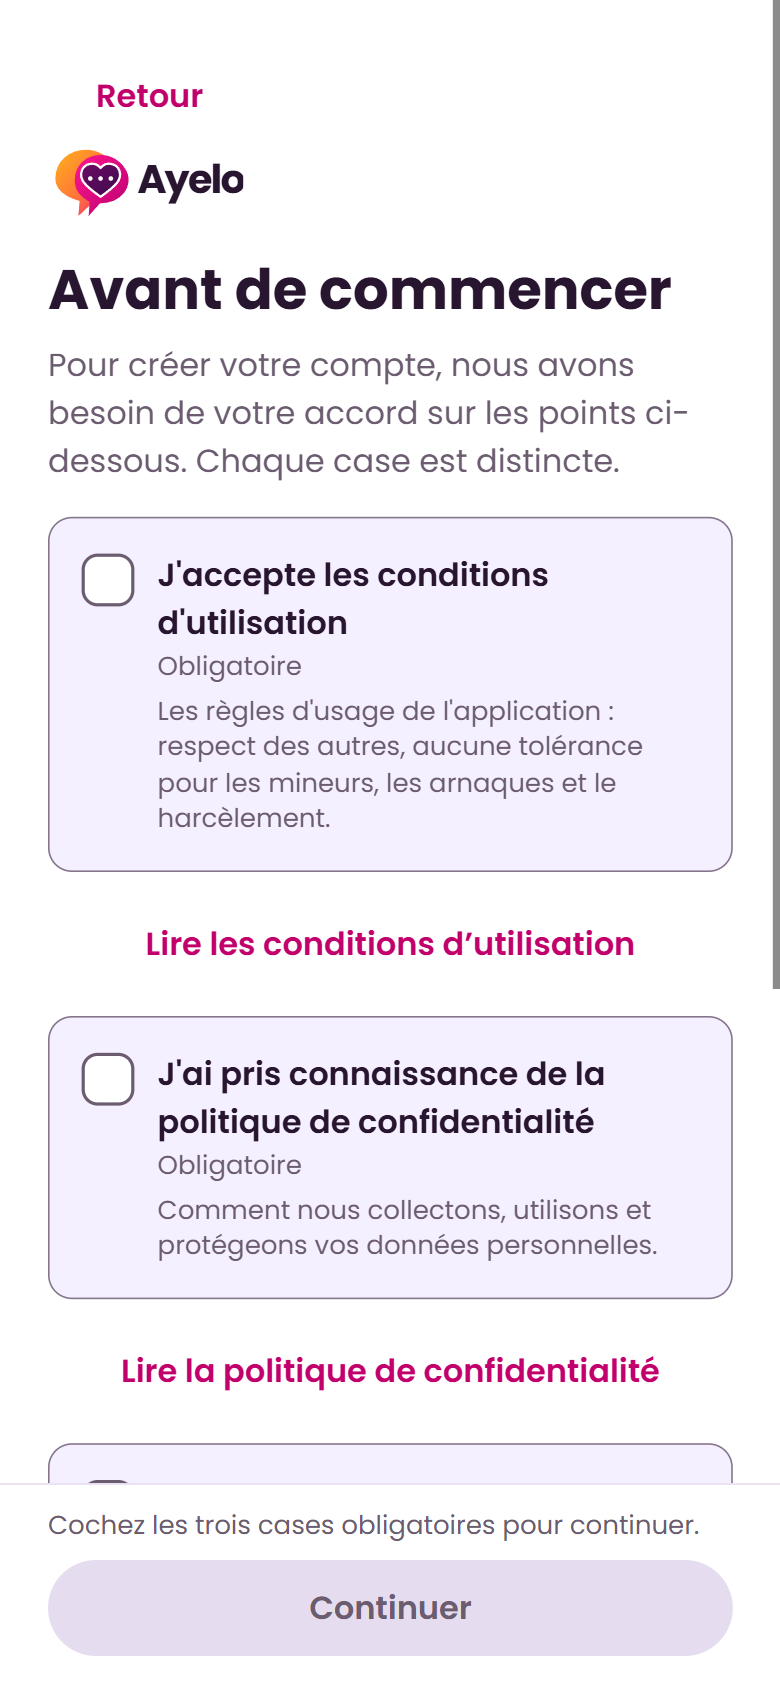 Retour
Ayelo
Avant de commencer
Pour créer votre compte, nous avons
besoin de votre accord sur les points ci-
dessous. Chaque case est distincte.
J'accepte les conditions
d'utilisation
Obligatoire
Les règles d'usage de l'application :
respect des autres, aucune tolérance
pour les mineurs, les arnaques et le
harcèlement.
Lire les conditions d’utilisation
J'ai pris connaissance de la
politique de confidentialité
Obligatoire
Comment nous collectons, utilisons et
protégeons vos données personnelles.
Lire la politique de confidentialité
Cochez les trois cases obligatoires pour continuer.
Continuer